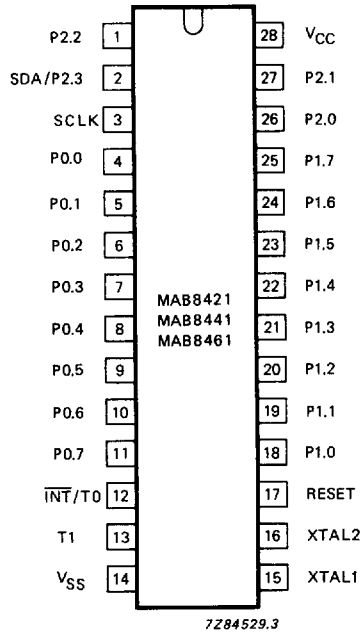 P2.2 1 28 VCC
SDA/P2.3 2 27 P2.1
SCLK 3 26 P2.0
P0.0 4 25 P1.7
P0.1 5 24 P1.6
P0.2 6 23 P1.5
P0.3 7 22 P1.4
MAB8421
MAB8441
MAB8461
P0.4 8 21 P1.3
P0.5 9 20 P1.2
P0.6 10 19 P1.1
P0.7 11 18 P1.0
INT/T0 12 17 RESET
T1 13 16 XTAL2
VSS 14 15 XTAL1
7Z84529.3